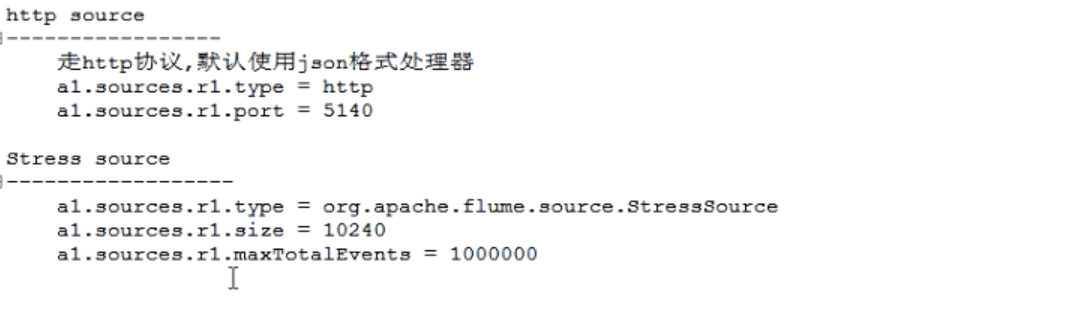 http source
-----------------
走http协议,默认使用json格式处理器
a1.sources.r1.type = http
a1.sources.r1.port = 5140
Stress source
------------------
a1.sources.r1.type = org.apache.flume.source.StressSource
a1.sources.r1.size = 10240
a1.sources.r1.maxTotalEvents = 1000000